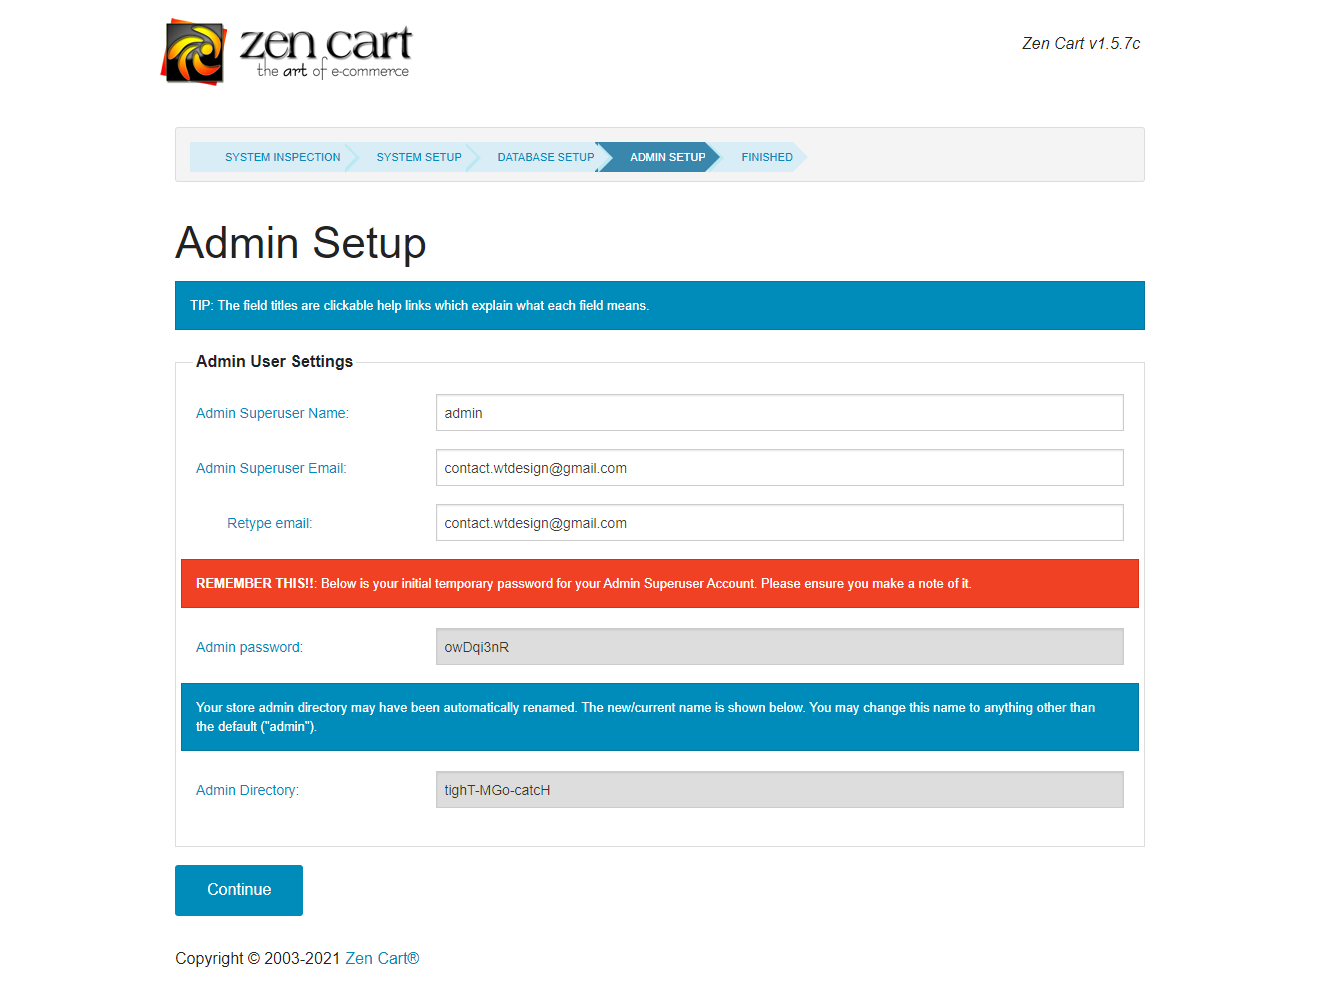 zen cart
the art of e-commerce
Zen Cart v1.5.7c
SYSTEM INSPECTION
SYSTEM SETUP
DATABASE SETUP
ADMIN SETUP
FINISHED
Admin Setup
TIP: The field titles are clickable help links which explain what each field means.
Admin User Settings
Admin Superuser Name:
admin
Admin Superuser Email:
contact.wtdesign@gmail.com
Retype email:
contact.wtdesign@gmail.com
REMEMBER THIS!!: Below is your initial temporary password for your Admin Superuser Account. Please ensure you make a note of it.
Admin password:
owDqi3nR
Your store admin directory may have been automatically renamed. The new/current name is shown below. You may change this name to anything other than
the default ("admin").
Admin Directory:
tighT-MGo-catcH
Continue
Copyright © 2003-2021 Zen Cart®